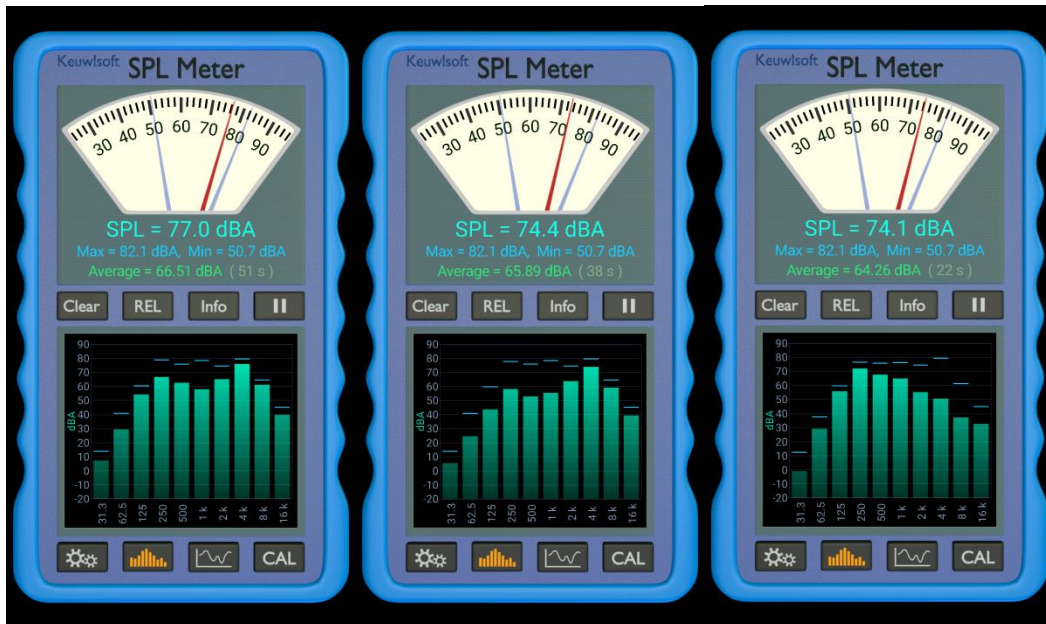 Keuwlsoft SPL Meter
30 40 50 60 70 80 90
SPL = 77.0 dBA
Max = 82.1 dBA, Min = 50.7 dBA
Average = 66.51 dBA ( 51 s )
Clear REL Info
90
80
70
60
50
40
30
20
10
0
-10
-20
dBA
31.3 62.5 125 250 500 1 k 2 k 4 k 8 k 16 k
CAL
Keuwlsoft SPL Meter
30 40 50 60 70 80 90
SPL = 74.4 dBA
Max = 82.1 dBA, Min = 50.7 dBA
Average = 65.89 dBA ( 38 s )
Clear REL Info
90
80
70
60
50
40
30
20
10
0
-10
-20
dBA
31.3 62.5 125 250 500 1 k 2 k 4 k 8 k 16 k
CAL
Keuwlsoft SPL Meter
30 40 50 60 70 80 90
SPL = 74.1 dBA
Max = 82.1 dBA, Min = 50.7 dBA
Average = 64.26 dBA ( 22 s )
Clear REL Info
90
80
70
60
50
40
30
20
10
0
-10
-20
dBA
31.3 62.5 125 250 500 1 k 2 k 4 k 8 k 16 k
CAL